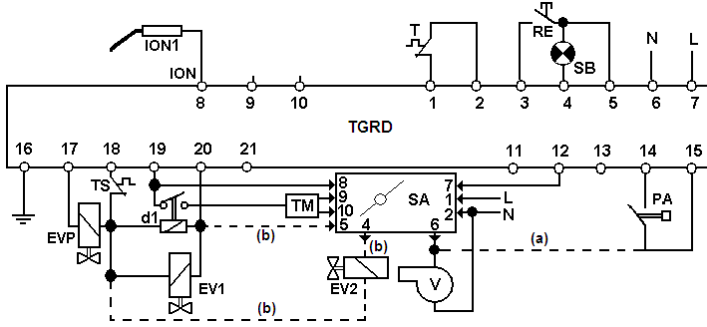 T
T
RE
ION1
N
L
SB
ION
8
9
10
1
2
3
4
5
6
7
TGRD
16
17
18
19
20
21
11
12
13
14
15
TS
8
9
10
5
4
SA
7
1
2
6
L
N
TM
PA
d1
EVP
(b)
(b)
(a)
EV1
EV2
V
(b)